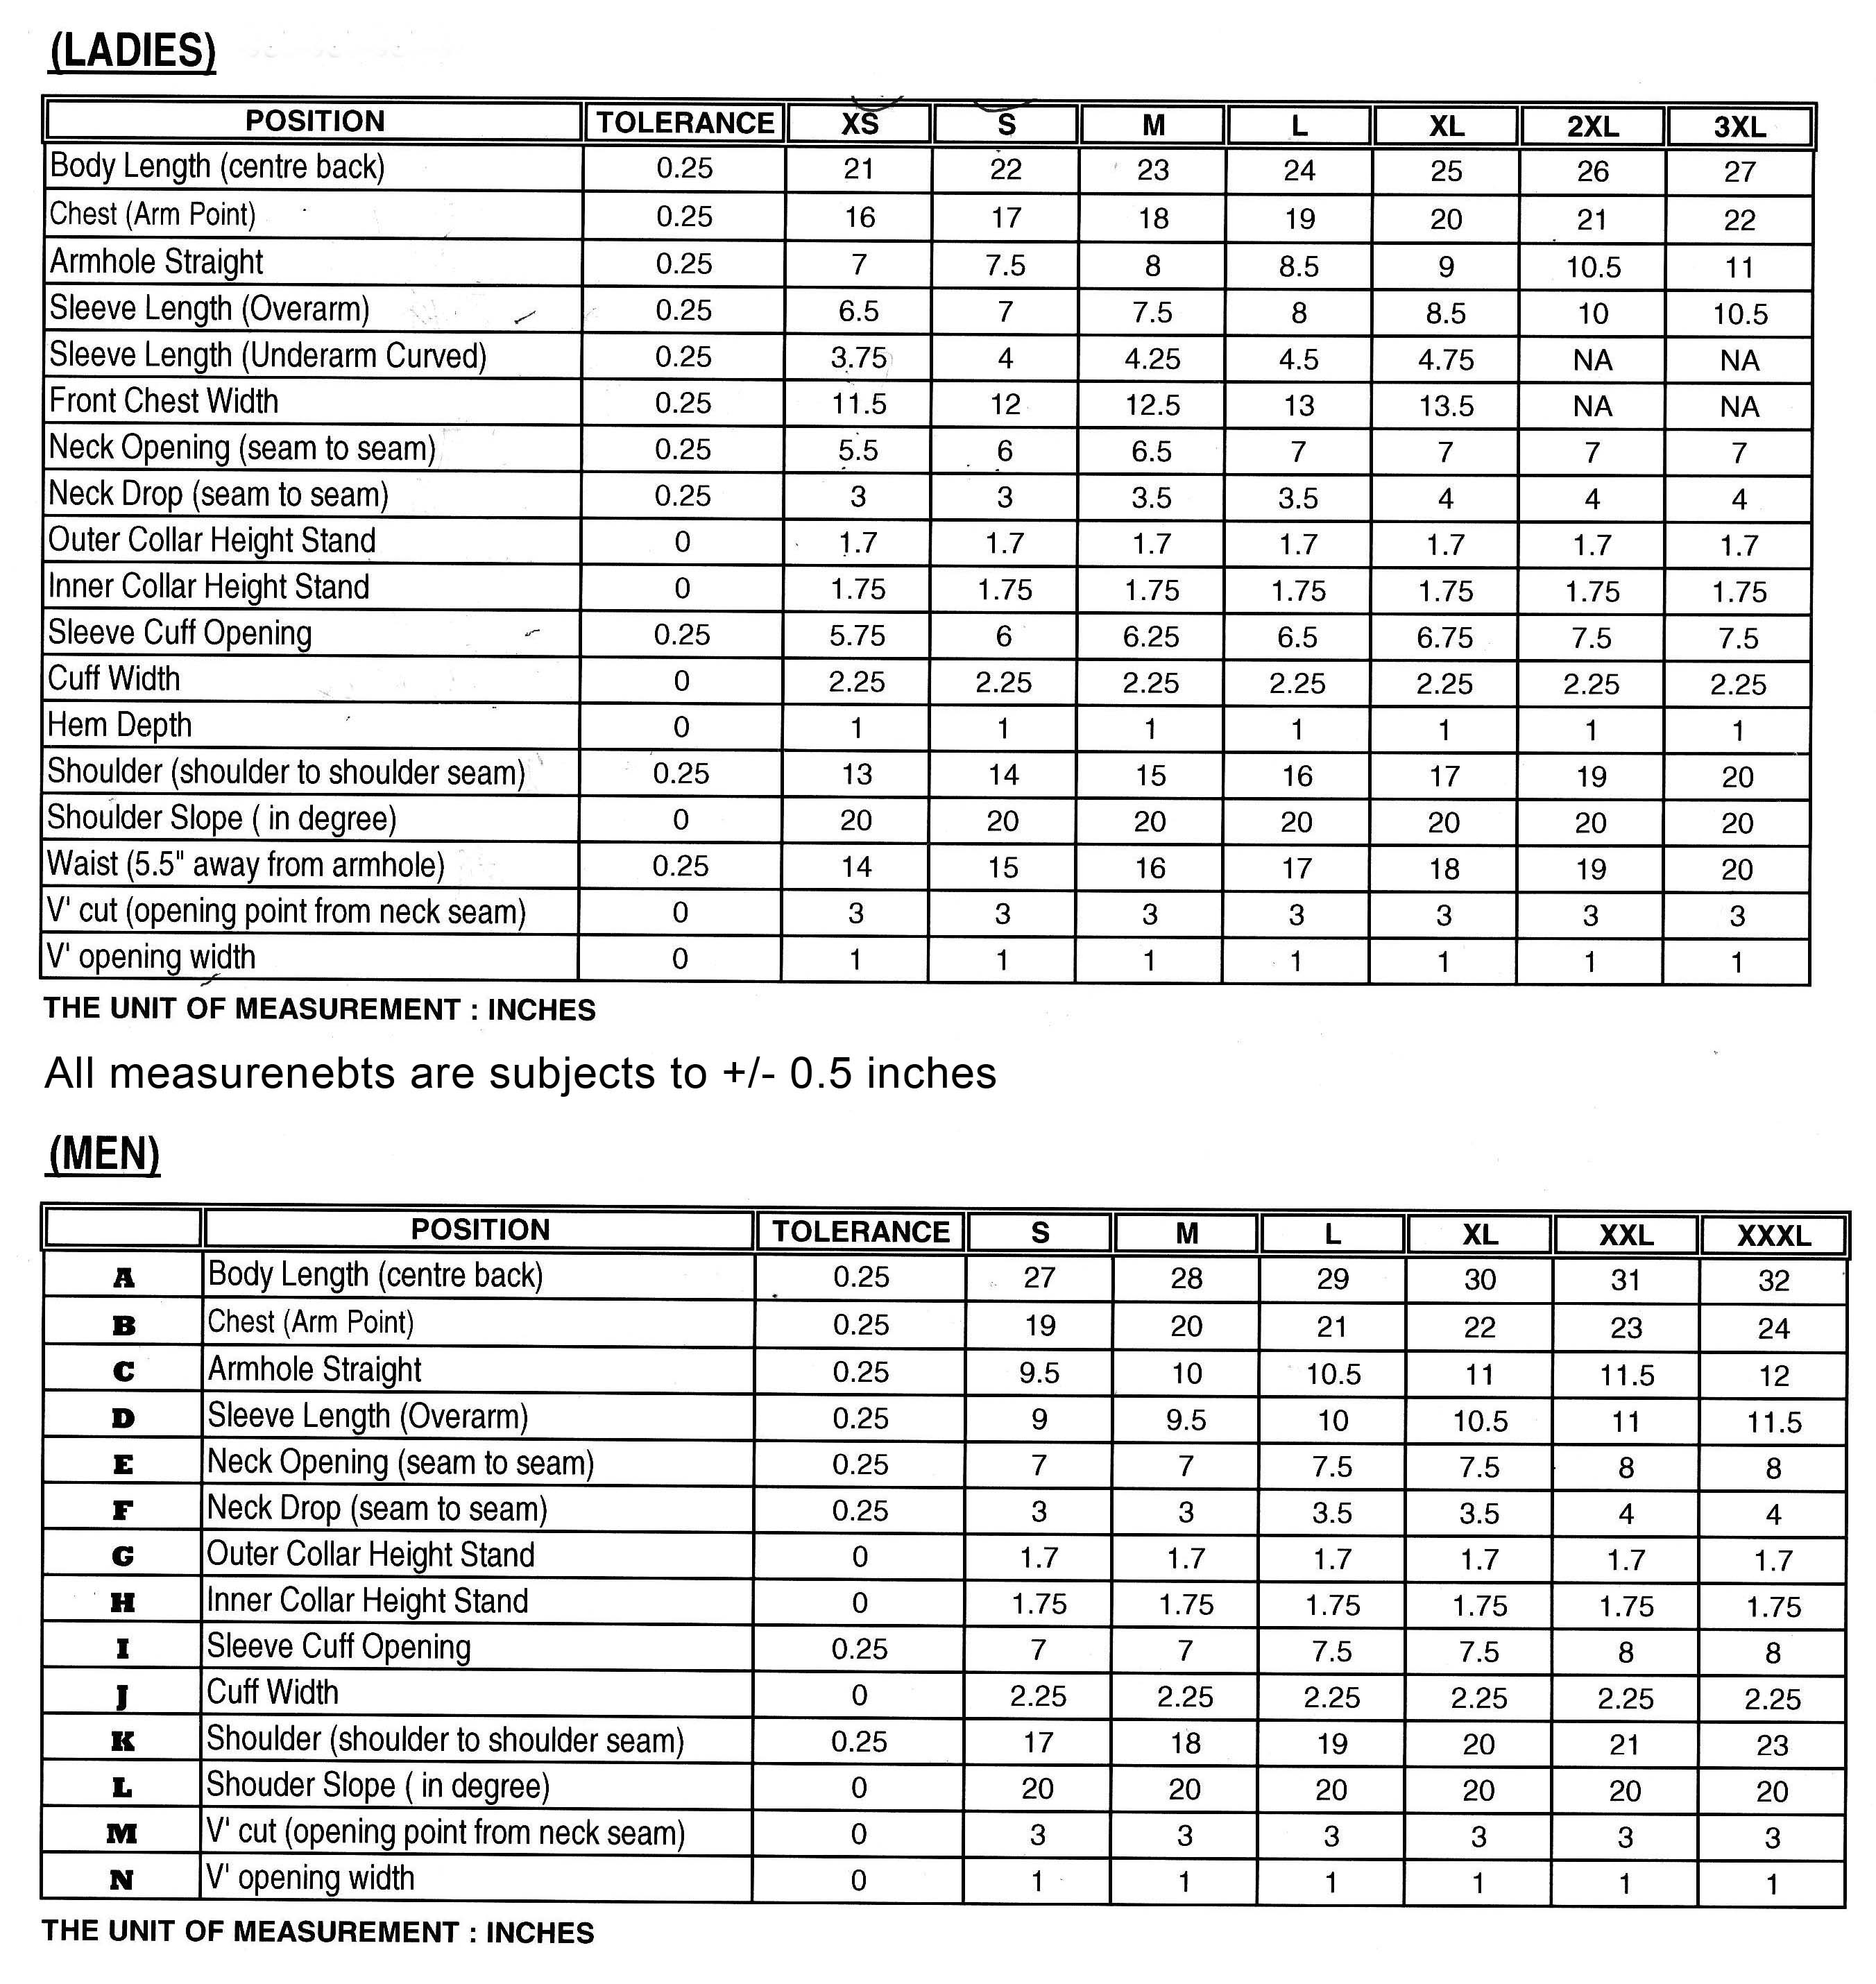 (LADIES)
POSITION TOLERANCE XS S M L XL 2XL 3XL
Body Length (centre back) 0.25 21 22 23 24 25 26 27
Chest (Arm Point) 0.25 16 17 18 19 20 21 22
Armhole Straight 0.25 7 7.5 8 8.5 9 10.5 11
Sleeve Length (Overarm) 0.25 6.5 7 7.5 8 8.5 10 10.5
Sleeve Length (Underarm Curved) 0.25 3.75 4 4.25 4.5 4.75 NA NA
Front Chest Width 0.25 11.5 12 12.5 13 13.5 NA NA
Neck Opening (seam to seam) 0.25 5.5 6 6.5 7 7 7 7
Neck Drop (seam to seam) 0.25 3 3 3.5 3.5 4 4 4
Outer Collar Height Stand 0 1.7 1.7 1.7 1.7 1.7 1.7 1.7
Inner Collar Height Stand 0 1.75 1.75 1.75 1.75 1.75 1.75 1.75
Sleeve Cuff Opening 0.25 5.75 6 6.25 6.5 6.75 7.5 7.5
Cuff Width 0 2.25 2.25 2.25 2.25 2.25 2.25 2.25
Hem Depth 0 1 1 1 1 1 1 1
Shoulder (shoulder to shoulder seam) 0.25 13 14 15 16 17 19 20
Shoulder Slope ( in degree) 0 20 20 20 20 20 20 20
Waist (5.5" away from armhole) 0.25 14 15 16 17 18 19 20
V' cut (opening point from neck seam) 0 3 3 3 3 3 3 3
V' opening width 0 1 1 1 1 1 1 1
THE UNIT OF MEASUREMENT : INCHES
All measurenebts are subjects to +/- 0.5 inches
(MEN)
POSITION TOLERANCE S M L XL XXL XXXL
A Body Length (centre back) 0.25 27 28 29 30 31 32
B Chest (Arm Point) 0.25 19 20 21 22 23 24
C Armhole Straight 0.25 9.5 10 10.5 11 11.5 12
D Sleeve Length (Overarm) 0.25 9 9.5 10 10.5 11 11.5
E Neck Opening (seam to seam) 0.25 7 7 7.5 7.5 8 8
F Neck Drop (seam to seam) 0.25 3 3 3.5 3.5 4 4
G Outer Collar Height Stand 0 1.7 1.7 1.7 1.7 1.7 1.7
H Inner Collar Height Stand 0 1.75 1.75 1.75 1.75 1.75 1.75
I Sleeve Cuff Opening 0.25 7 7 7.5 7.5 8 8
J Cuff Width 0 2.25 2.25 2.25 2.25 2.25 2.25
K Shoulder (shoulder to shoulder seam) 0.25 17 18 19 20 21 23
L Shouder Slope ( in degree) 0 20 20 20 20 20 20
M V' cut (opening point from neck seam) 0 3 3 3 3 3 3
N V' opening width 0 1 1 1 1 1 1
THE UNIT OF MEASUREMENT : INCHES